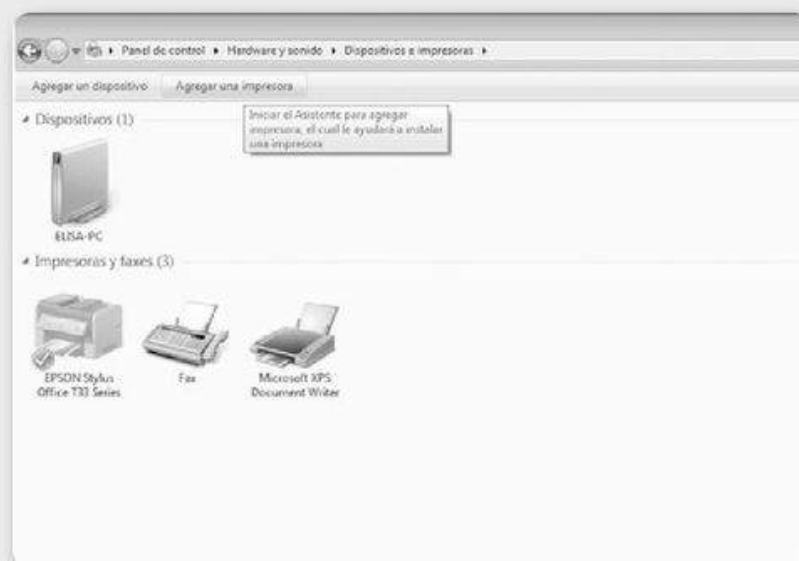 Panel de control ▸ Hardware y sonido ▸ Dispositivos e impresoras ▸
Agregar un dispositivo Agregar una impresora
Iniciar el Asistente para agregar
impresora, el cual le ayudará a instalar
una impresora
Dispositivos (1)
ELISA-PC
Impresoras y faxes (3)
EPSON Stylus
Office T33 Series
Fax
Microsoft XPS
Document Writer